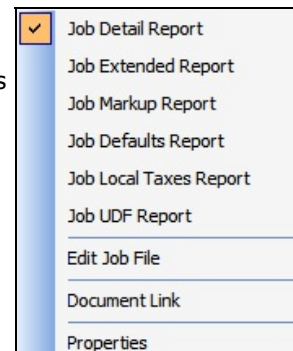 Job Detail Report
Job Extended Report
s
Job Markup Report
Job Defaults Report
Job Local Taxes Report
Job UDF Report
Edit Job File
Document Link
Properties